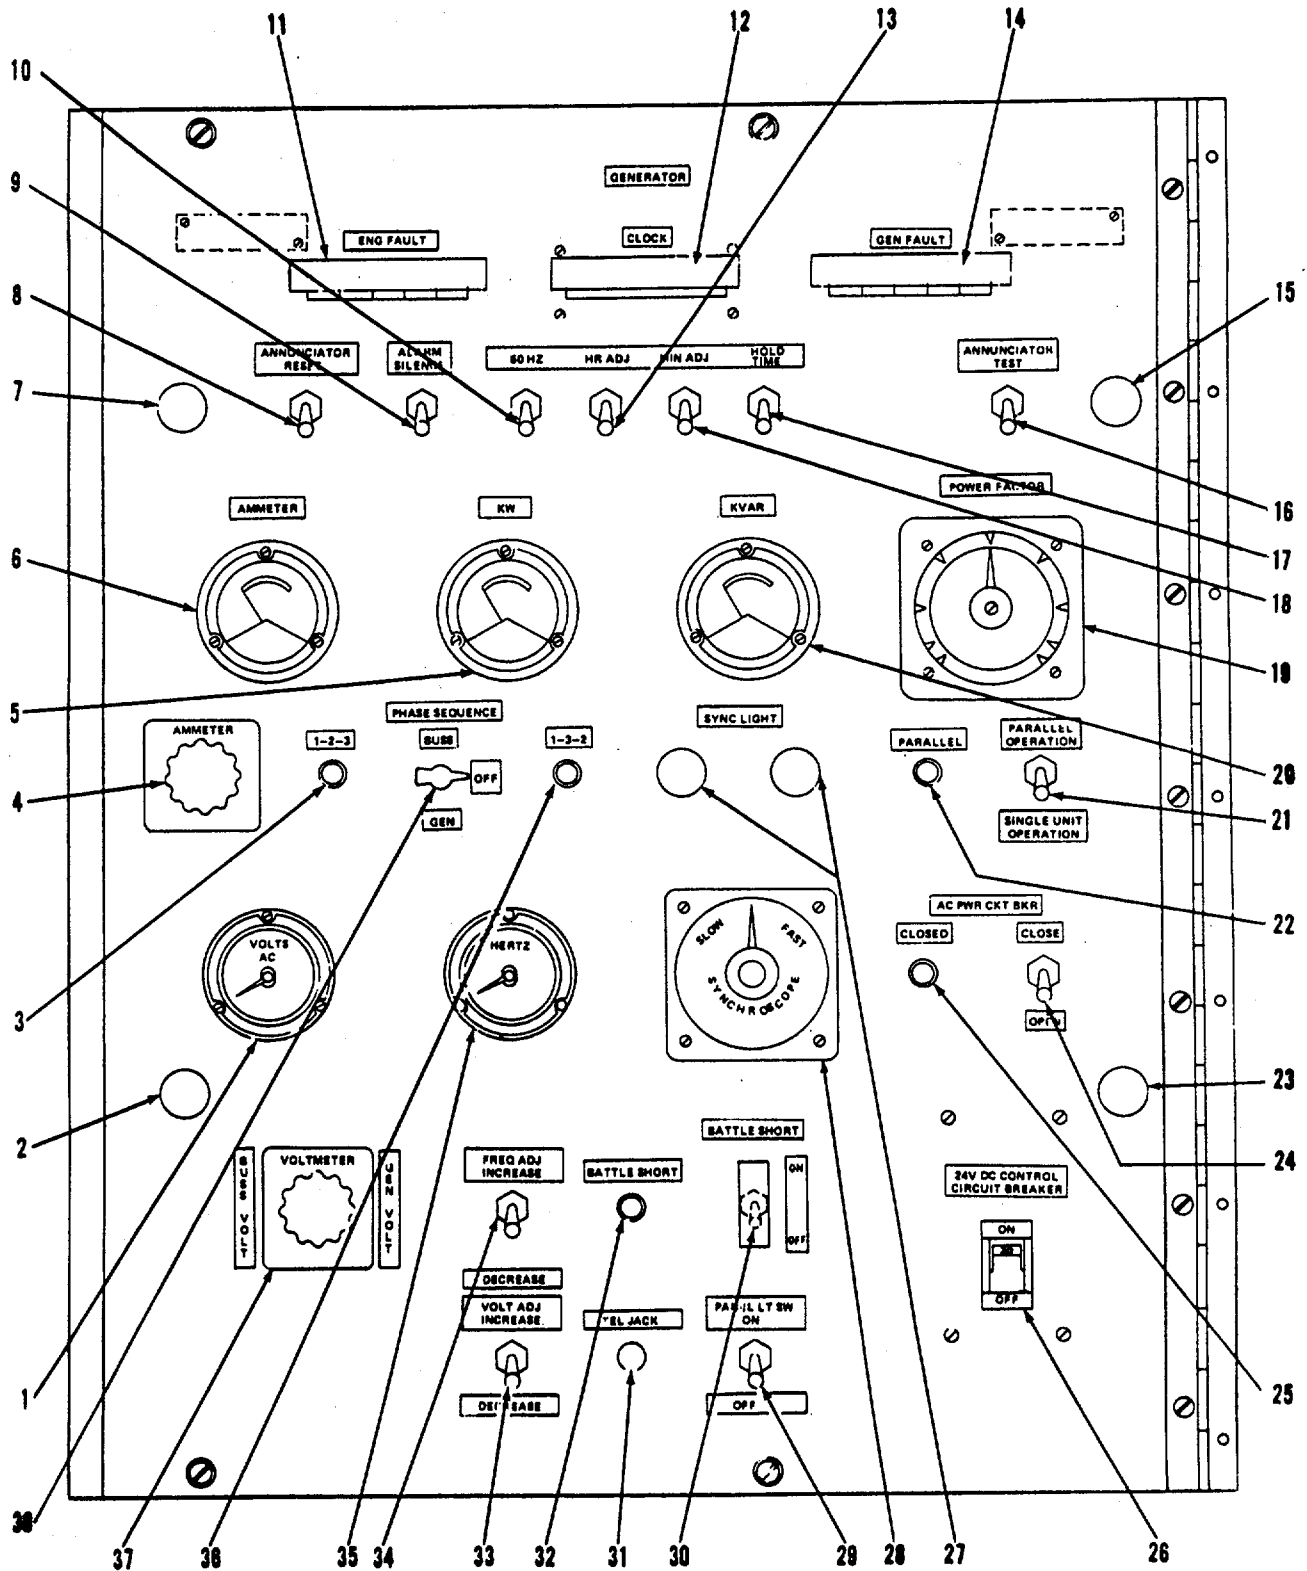 11
12
13
14
10
9
GENERATOR
ENG FAULT
CLOCK
GEN FAULT
8
15
ANNUNCIATOR
RESET
ALARM
SILENCE
60 HZ
HR ADJ
MIN ADJ
HOLD
TIME
ANNUNCIATOR
TEST
7
AMMETER
KW
KVAR
POWER FACTOR
16
6
17
18
19
5
PHASE SEQUENCE
SYNC LIGHT
AMMETER
1-2-3
BUSS
OFF
GEN
1-3-2
PARALLEL
PARALLEL
OPERATION
SINGLE UNIT
OPERATION
20
4
21
AC PWR CKT BKR
22
CLOSED
CLOSE
OPEN
VOLTS
AC
HERTZ
SLOW
FAST
SYNCHROSCOPE
3
23
2
BATTLE SHORT
24
BUSS VOLT
VOLTMETER
GEN VOLT
FREQ ADJ
INCREASE
BATTLE SHORT
ON
OFF
24V DC CONTROL
CIRCUIT BREAKER
ON
OFF
DECREASE
VOLT ADJ
INCREASE
TEL JACK
PANEL LT SW
ON
1
DECREASE
OFF
25
37
36
35
34
33
32
31
30
29
28
27
26